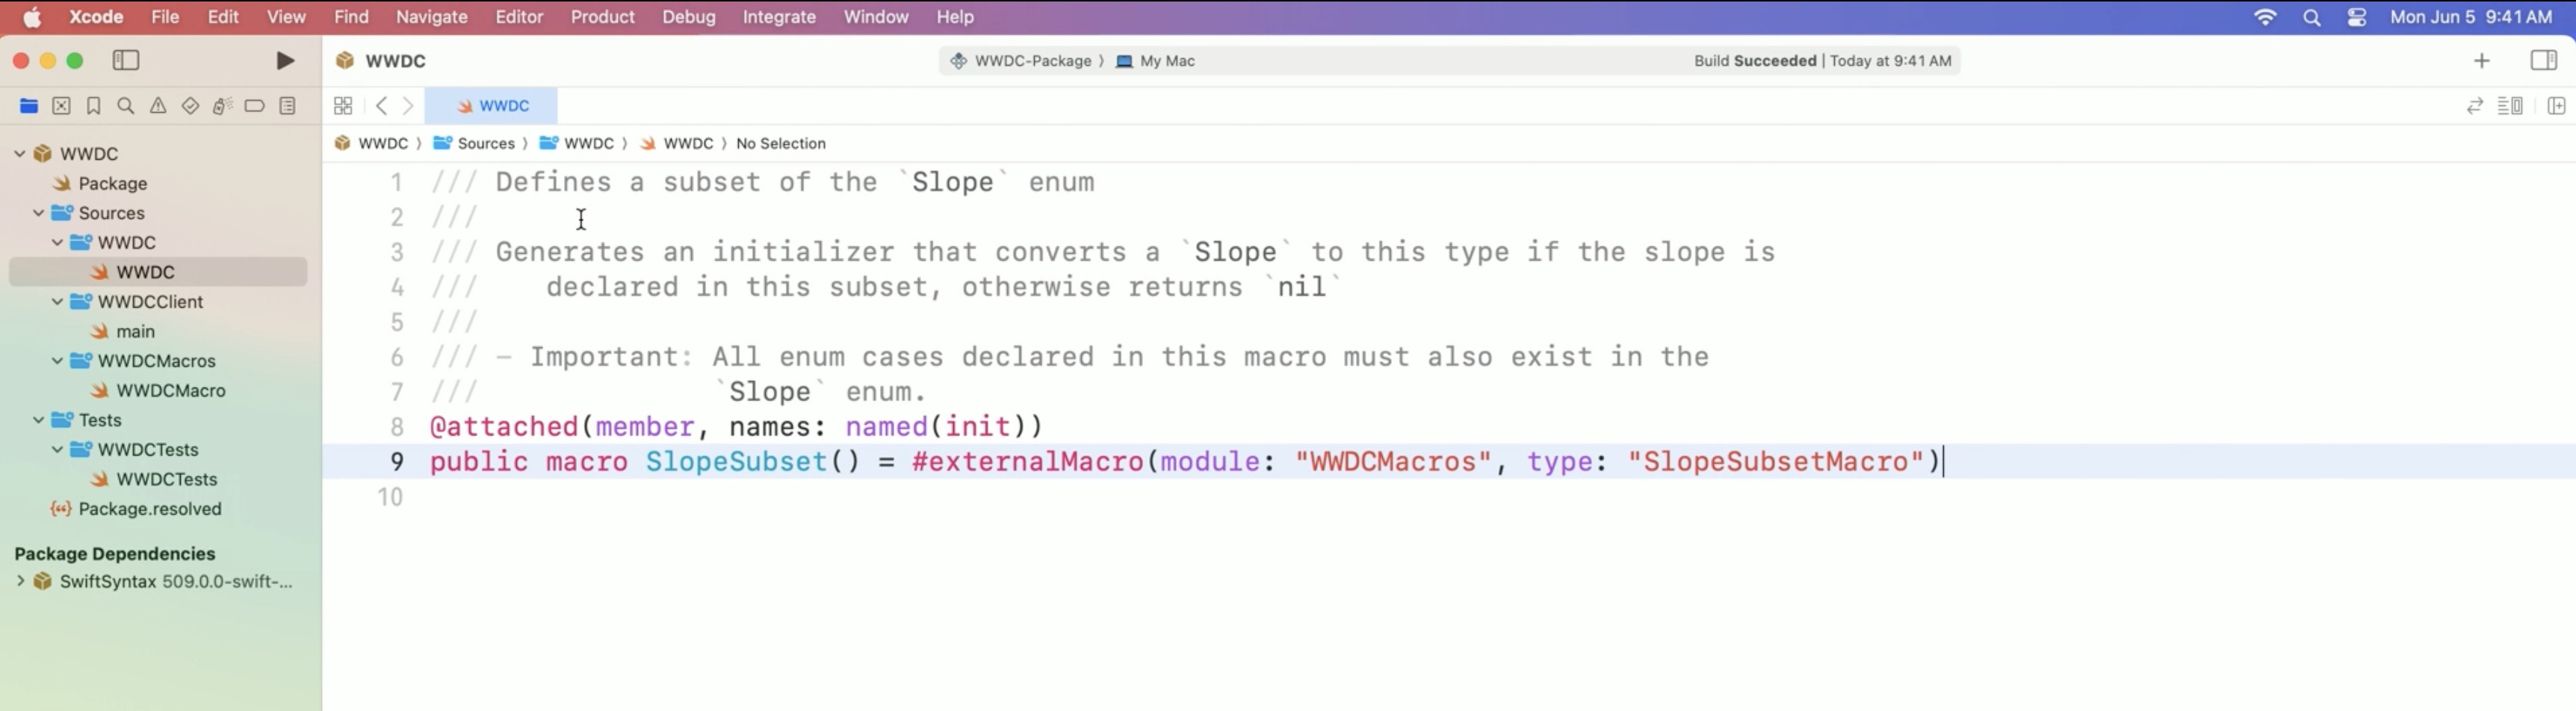 Xcode File Edit View Find Navigate Editor Product Debug Integrate Window Help Mon Jun 5 9:41 AM
WWDC WWDC-Package ⟩ My Mac Build Succeeded | Today at 9:41 AM
WWDC
WWDC ⟩ Sources ⟩ WWDC ⟩ WWDC ⟩ No Selection
WWDC
Package
Sources
WWDC
WWDC
WWDCClient
main
WWDCMacros
WWDCMacro
Tests
WWDCTests
WWDCTests
Package.resolved
Package Dependencies
SwiftSyntax 509.0.0-swift-...
1 /// Defines a subset of the `Slope` enum
2 ///
3 /// Generates an initializer that converts a `Slope` to this type if the slope is
4 ///    declared in this subset, otherwise returns `nil`
5 ///
6 /// – Important: All enum cases declared in this macro must also exist in the
7 ///              `Slope` enum.
8 @attached(member, names: named(init))
9 public macro SlopeSubset() = #externalMacro(module: "WWDCMacros", type: "SlopeSubsetMacro")
10